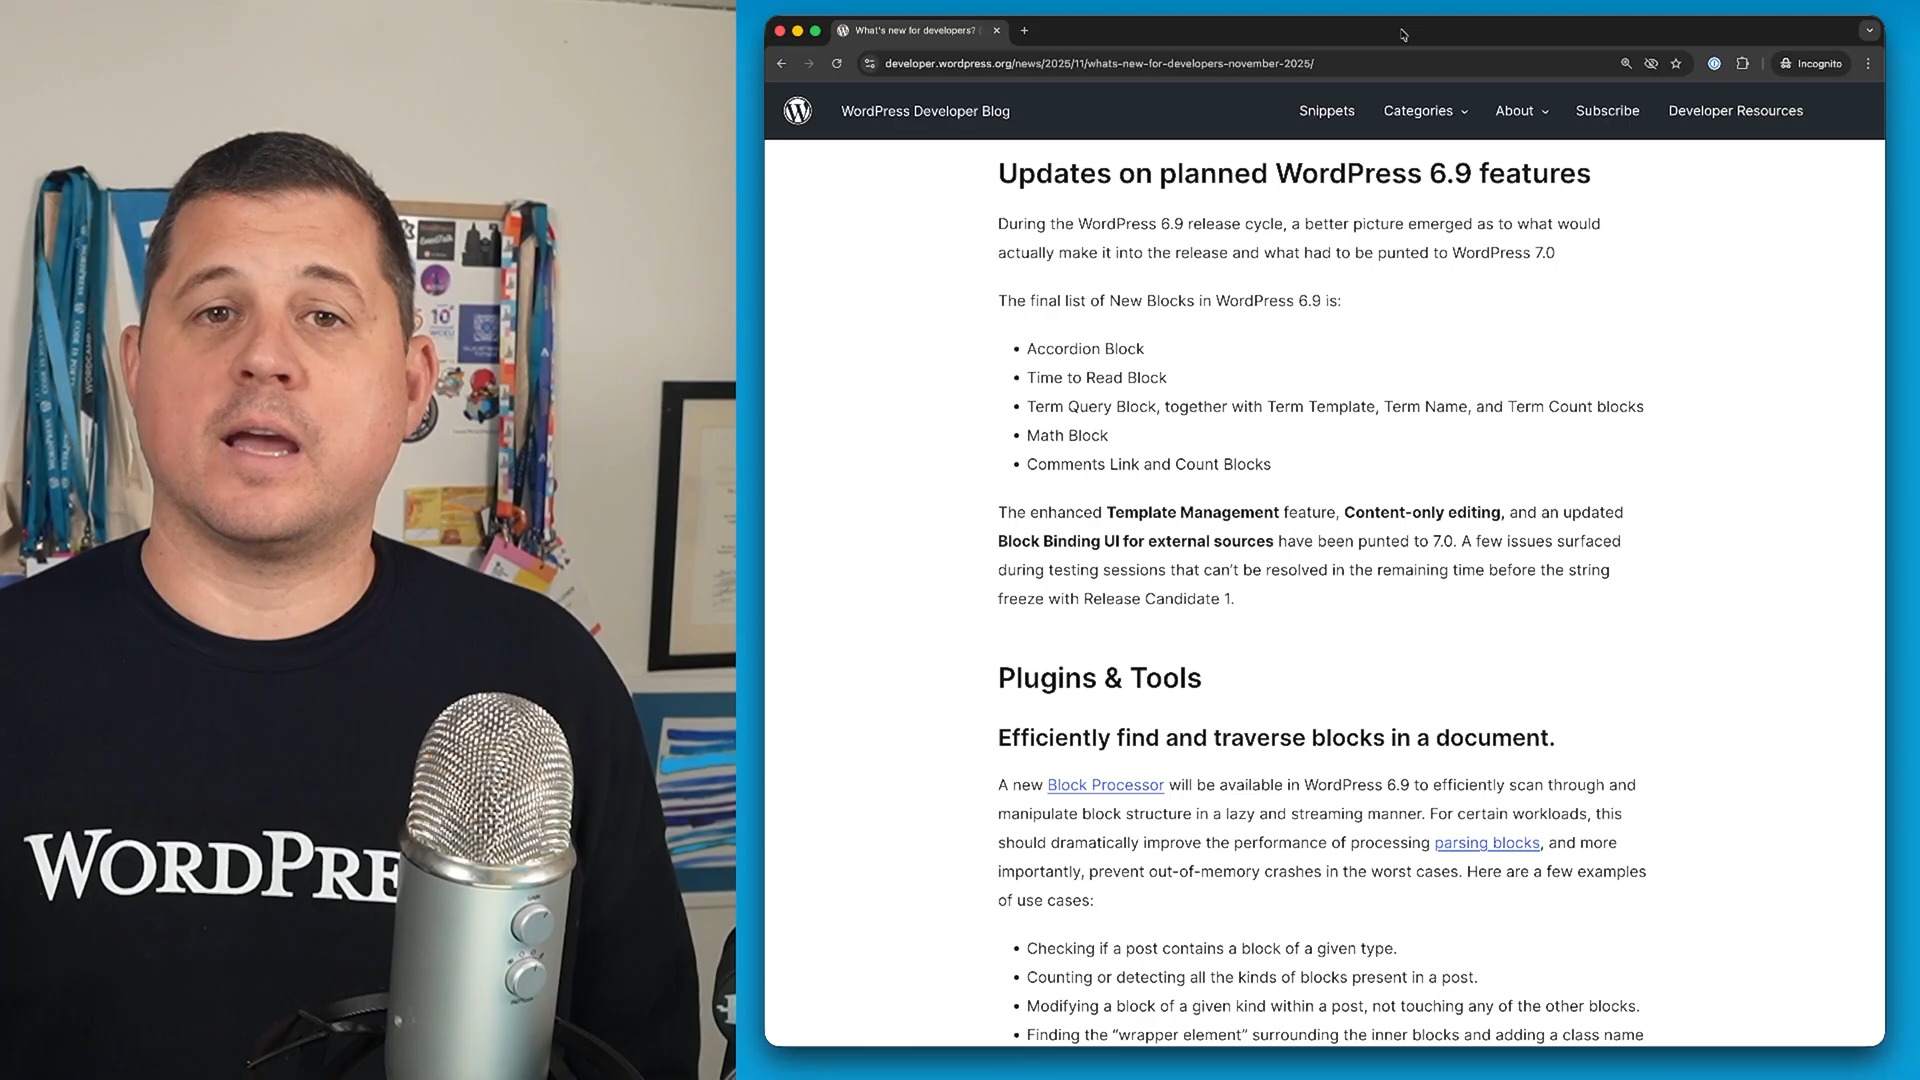 What's new for developers? (
developer.wordpress.org/news/2025/11/whats-new-for-developers-november-2025/
Incognito
WordPress Developer Blog
Snippets
Categories
About
Subscribe
Developer Resources
Updates on planned WordPress 6.9 features
During the WordPress 6.9 release cycle, a better picture emerged as to what would
actually make it into the release and what had to be punted to WordPress 7.0
The final list of New Blocks in WordPress 6.9 is:
• Accordion Block
• Time to Read Block
• Term Query Block, together with Term Template, Term Name, and Term Count blocks
• Math Block
• Comments Link and Count Blocks
The enhanced Template Management feature, Content-only editing, and an updated
Block Binding UI for external sources have been punted to 7.0. A few issues surfaced
during testing sessions that can’t be resolved in the remaining time before the string
freeze with Release Candidate 1.
Plugins & Tools
Efficiently find and traverse blocks in a document.
A new Block Processor will be available in WordPress 6.9 to efficiently scan through and
manipulate block structure in a lazy and streaming manner. For certain workloads, this
should dramatically improve the performance of processing parsing blocks, and more
importantly, prevent out-of-memory crashes in the worst cases. Here are a few examples
of use cases:
• Checking if a post contains a block of a given type.
• Counting or detecting all the kinds of blocks present in a post.
• Modifying a block of a given kind within a post, not touching any of the other blocks.
• Finding the “wrapper element” surrounding the inner blocks and adding a class name
WORDPRE
10
WORDCAMP